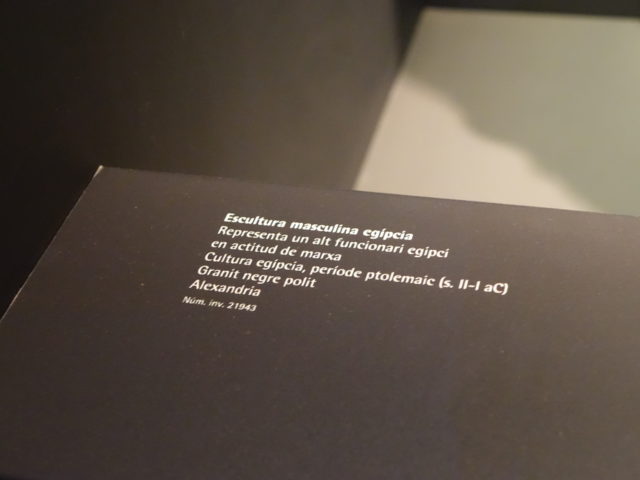 Escultura masculina egípcia
Representa un alt funcionari egipci
en actitud de marxa
Cultura egípcia, període ptolemaic (s. II-I aC)
Granit negre polit
Alexandria
Núm. inv. 21943